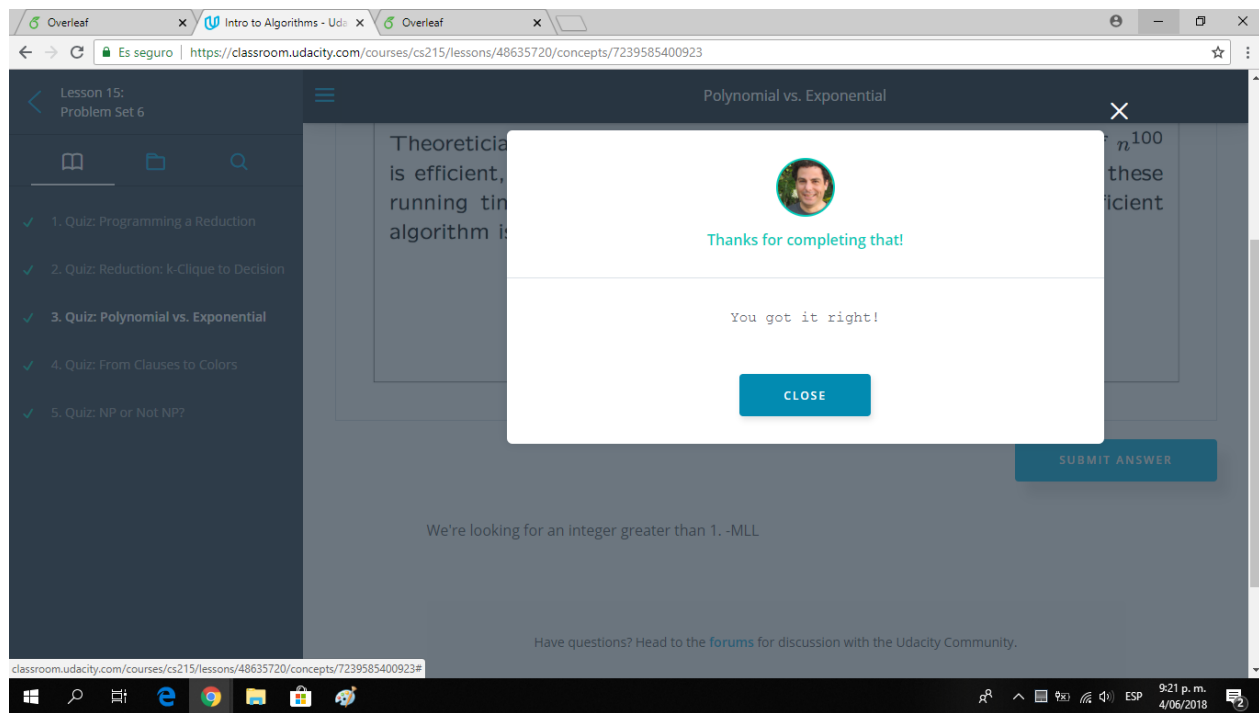 Overleaf
Intro to Algorithms - Uda
Overleaf
Es seguro | https://classroom.udacity.com/courses/cs215/lessons/48635720/concepts/7239585400923
Lesson 15:
Problem Set 6
1. Quiz: Programming a Reduction
2. Quiz: Reduction: k-Clique to Decision
3. Quiz: Polynomial vs. Exponential
4. Quiz: From Clauses to Colors
5. Quiz: NP or Not NP?
Polynomial vs. Exponential
Theoreticia n^100
is efficient, these
running tin ficient
algorithm is
Thanks for completing that!
You got it right!
CLOSE
SUBMIT ANSWER
We're looking for an integer greater than 1. -MLL
Have questions? Head to the forums for discussion with the Udacity Community.
classroom.udacity.com/courses/cs215/lessons/48635720/concepts/7239585400923#
ESP
9:21 p. m.
4/06/2018
2